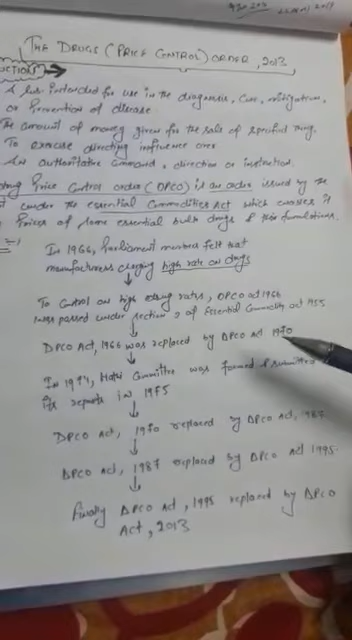 THE DRUGS (PRICE CONTROL) ORDER, 2013
UCTION
intended for use in the diagnosis, Cure, mitigation,
or Prevention of disease
The amount of money given for the sale of specified thing.
To exercise directing influence over
An authoritative command, direction or instruction.
Price Control order (DPCO) is an order issued by the
under the essential Commodities Act which
Prices of some essential bulk drugs & their formulations.
In 1966, Parliament felt that
manufacturers charging high rate on drugs
To Control on high rates, DPCO act 1966
was passed under section 3 of Essential Commodity act 1955
DPCO Act, 1966 was replaced by DPCO Act 1970
In 1974, Hathi Committee was formed & submitted
its reports in 1975
DPCO Act, 1970 replaced by DPCO Act, 1987
DPCO Act, 1987 replaced by DPCO Act 1995
Finally DPCO Act, 1995 replaced by DPCO
Act, 2013